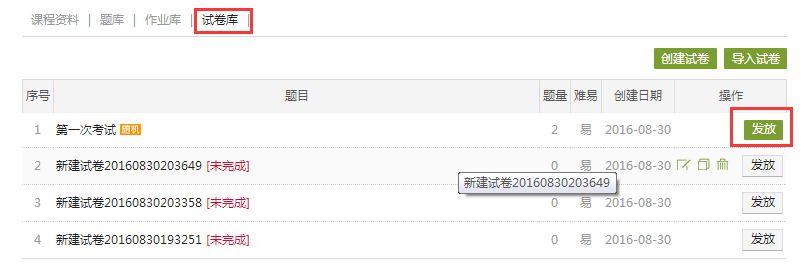 课程资料 | 题库 | 作业库 | 试卷库 |
创建试卷 导入试卷
序号 题目 题量 难易 创建日期 操作
1 第一次考试 随机 2 易 2016-08-30 发放
2 新建试卷20160830203649 [未完成] 0 易 2016-08-30 发放
新建试卷20160830203649
3 新建试卷20160830203358 [未完成] 0 易 2016-08-30 发放
4 新建试卷20160830193251 [未完成] 0 易 2016-08-30 发放